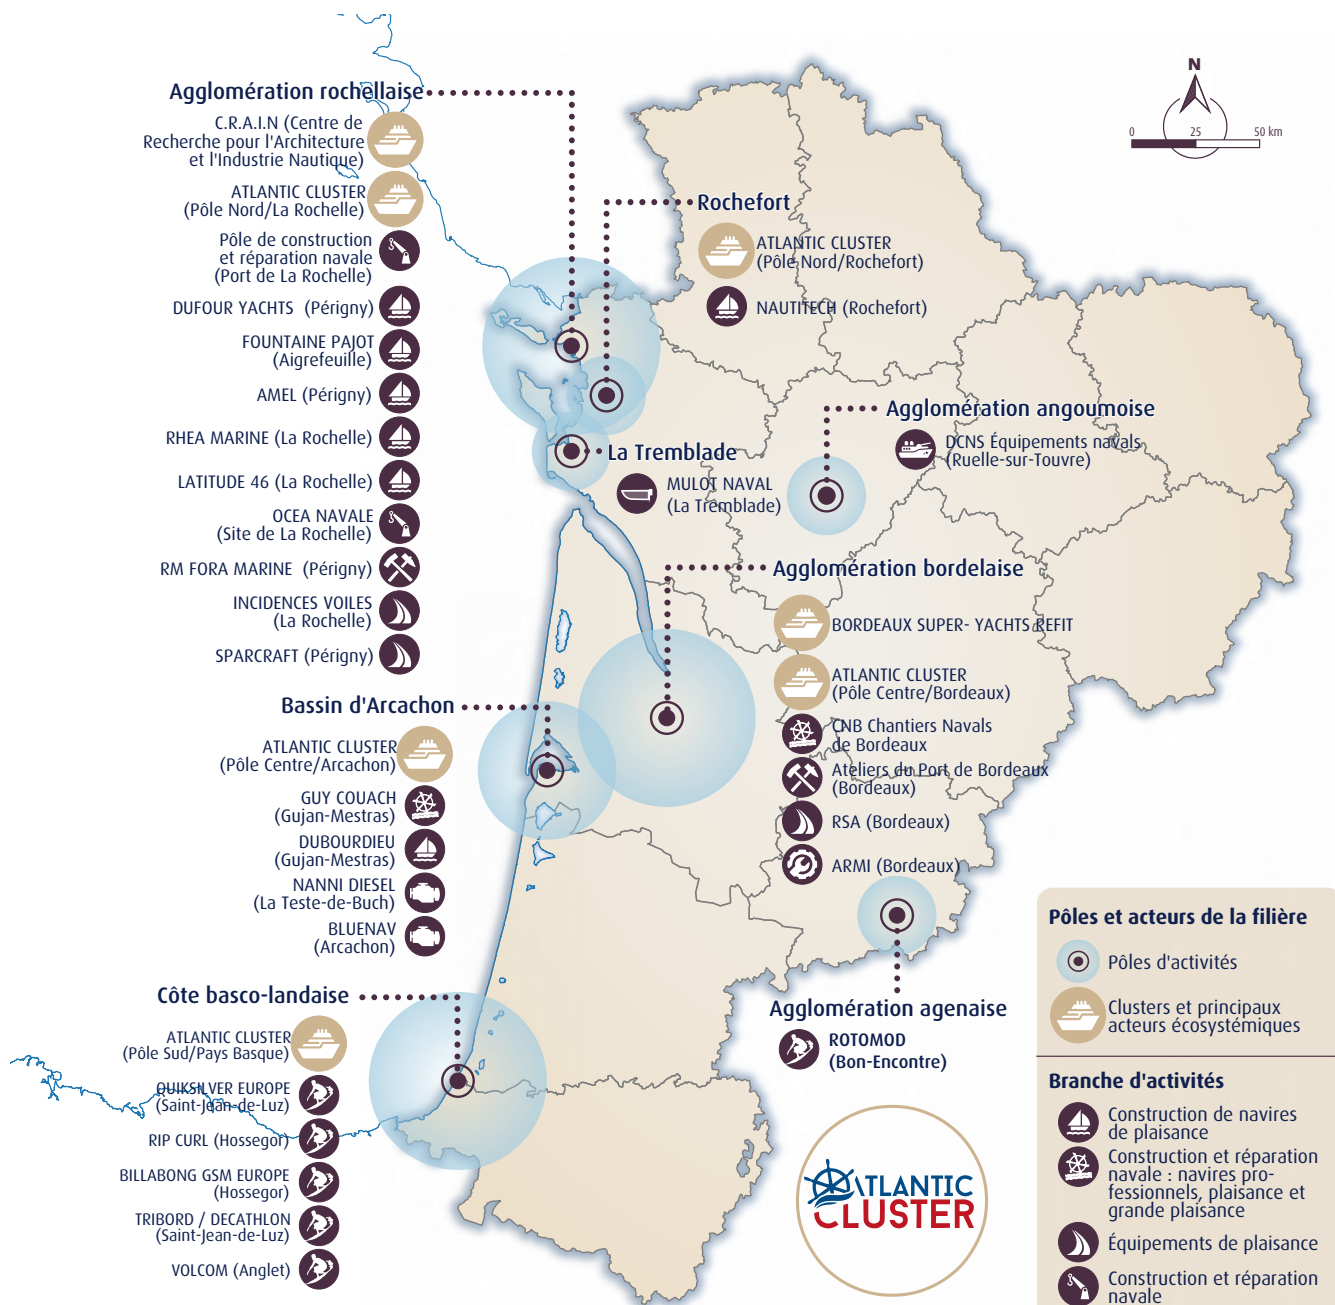 Agglomération rochellaise
C.R.A.I.N (Centre de
Recherche pour l'Architecture
et l'Industrie Nautique)
ATLANTIC CLUSTER
(Pôle Nord/La Rochelle)
Pôle de construction
et réparation navale
(Port de La Rochelle)
DUFOUR YACHTS (Périgny)
FOUNTAINE PAJOT
(Aigrefeuille)
AMEL (Périgny)
RHEA MARINE (La Rochelle)
LATITUDE 46 (La Rochelle)
OCEA NAVALE
(Site de La Rochelle)
RM FORA MARINE (Périgny)
INCIDENCES VOILES
(La Rochelle)
SPARCRAFT (Périgny)
N
0 25 50 km
Rochefort
ATLANTIC CLUSTER
(Pôle Nord/Rochefort)
NAUTITECH (Rochefort)
Agglomération angoumoise
DCNS Équipements navals
(Ruelle-sur-Touvre)
La Tremblade
MULOT NAVAL
(La Tremblade)
Agglomération bordelaise
BORDEAUX SUPER- YACHTS REFIT
ATLANTIC CLUSTER
(Pôle Centre/Bordeaux)
CNB Chantiers Navals
de Bordeaux
Ateliers du Port de Bordeaux
(Bordeaux)
RSA (Bordeaux)
ARMI (Bordeaux)
Bassin d'Arcachon
ATLANTIC CLUSTER
(Pôle Centre/Arcachon)
GUY COUACH
(Gujan-Mestras)
DUBOURDIEU
(Gujan-Mestras)
NANNI DIESEL
(La Teste-de-Buch)
BLUENAV
(Arcachon)
Côte basco-landaise
ATLANTIC CLUSTER
(Pôle Sud/Pays Basque)
QUIKSILVER EUROPE
(Saint-Jean-de-Luz)
RIP CURL (Hossegor)
BILLABONG GSM EUROPE
(Hossegor)
TRIBORD / DECATHLON
(Saint-Jean-de-Luz)
VOLCOM (Anglet)
Agglomération agenaise
ROTOMOD
(Bon-Encontre)
ATLANTIC
CLUSTER
Pôles et acteurs de la filière
Pôles d'activités
Clusters et principaux
acteurs écosystémiques
Branche d'activités
Construction de navires
de plaisance
Construction et réparation
navale : navires pro-
fessionnels, plaisance et
grande plaisance
Équipements de plaisance
Construction et réparation
navale